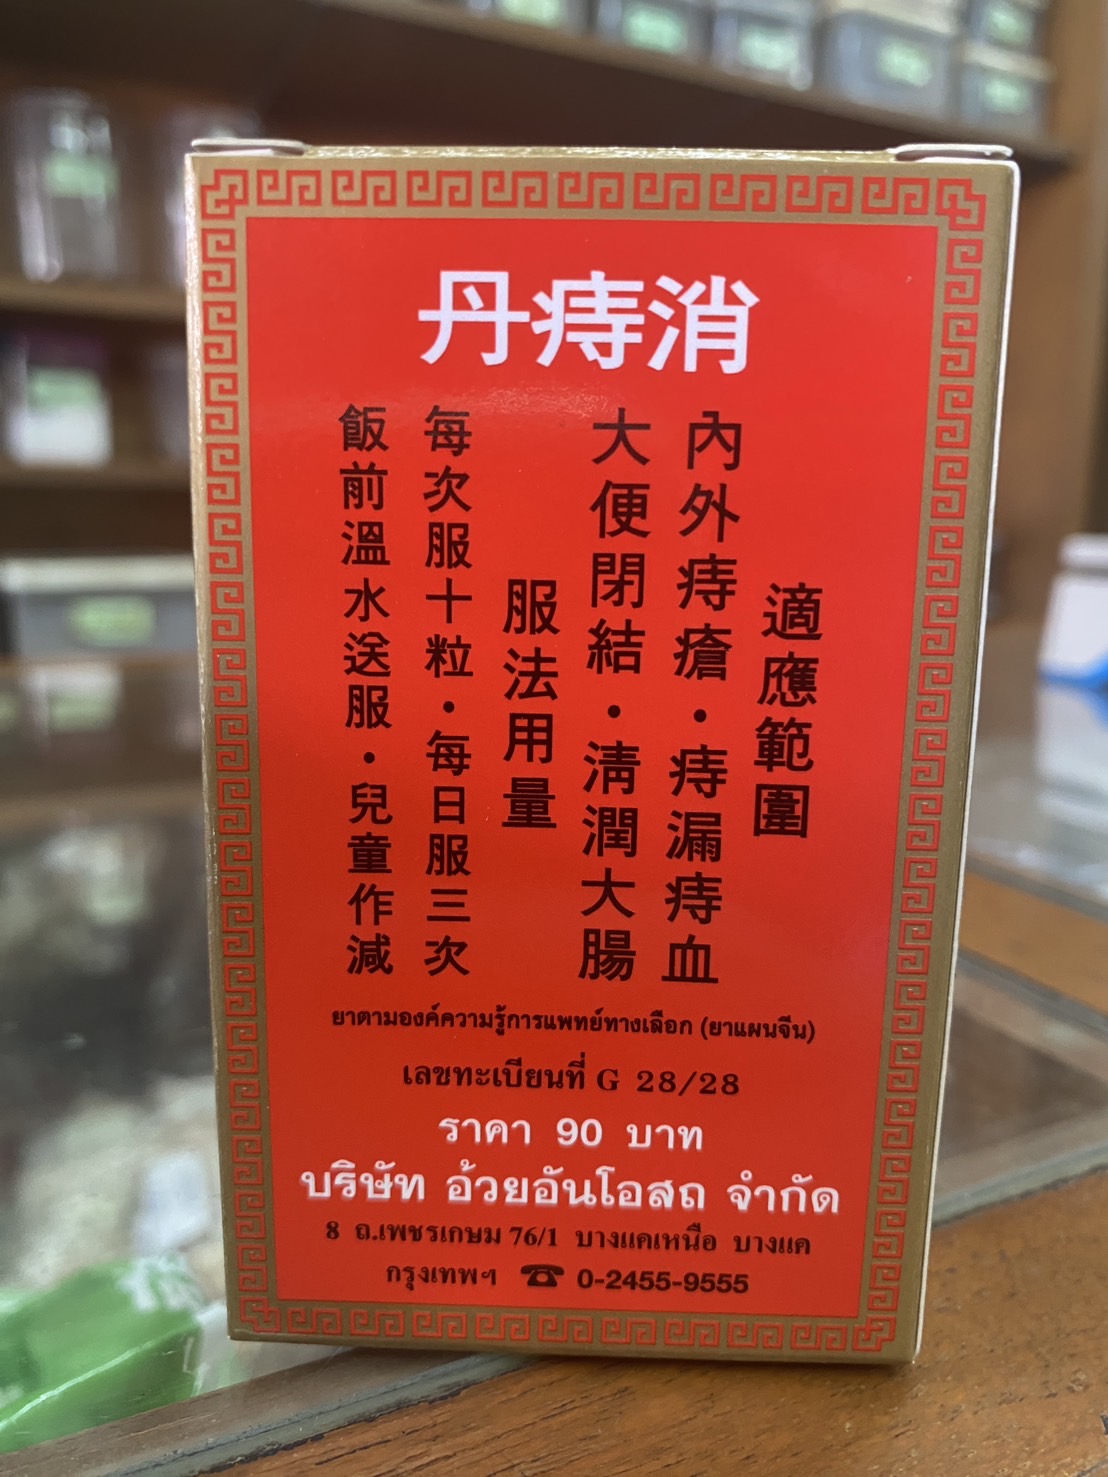 消痔丹
適應範圍
內外痔瘡・痔漏痔血
大便閉結・清潤大腸
服法用量
每次服十粒・每日服三次
飯前溫水送服・兒童作減
ยาตามองค์ความรู้การแพทย์ทางเลือก (ยาแผนจีน)
เลขทะเบียนที่ G 28/28
ราคา 90 บาท
บริษัท อ้วยอันโอสถ จำกัด
8 ถ.เพชรเกษม 76/1 บางแคเหนือ บางแค
กรุงเทพฯ ☎ 0-2455-9555